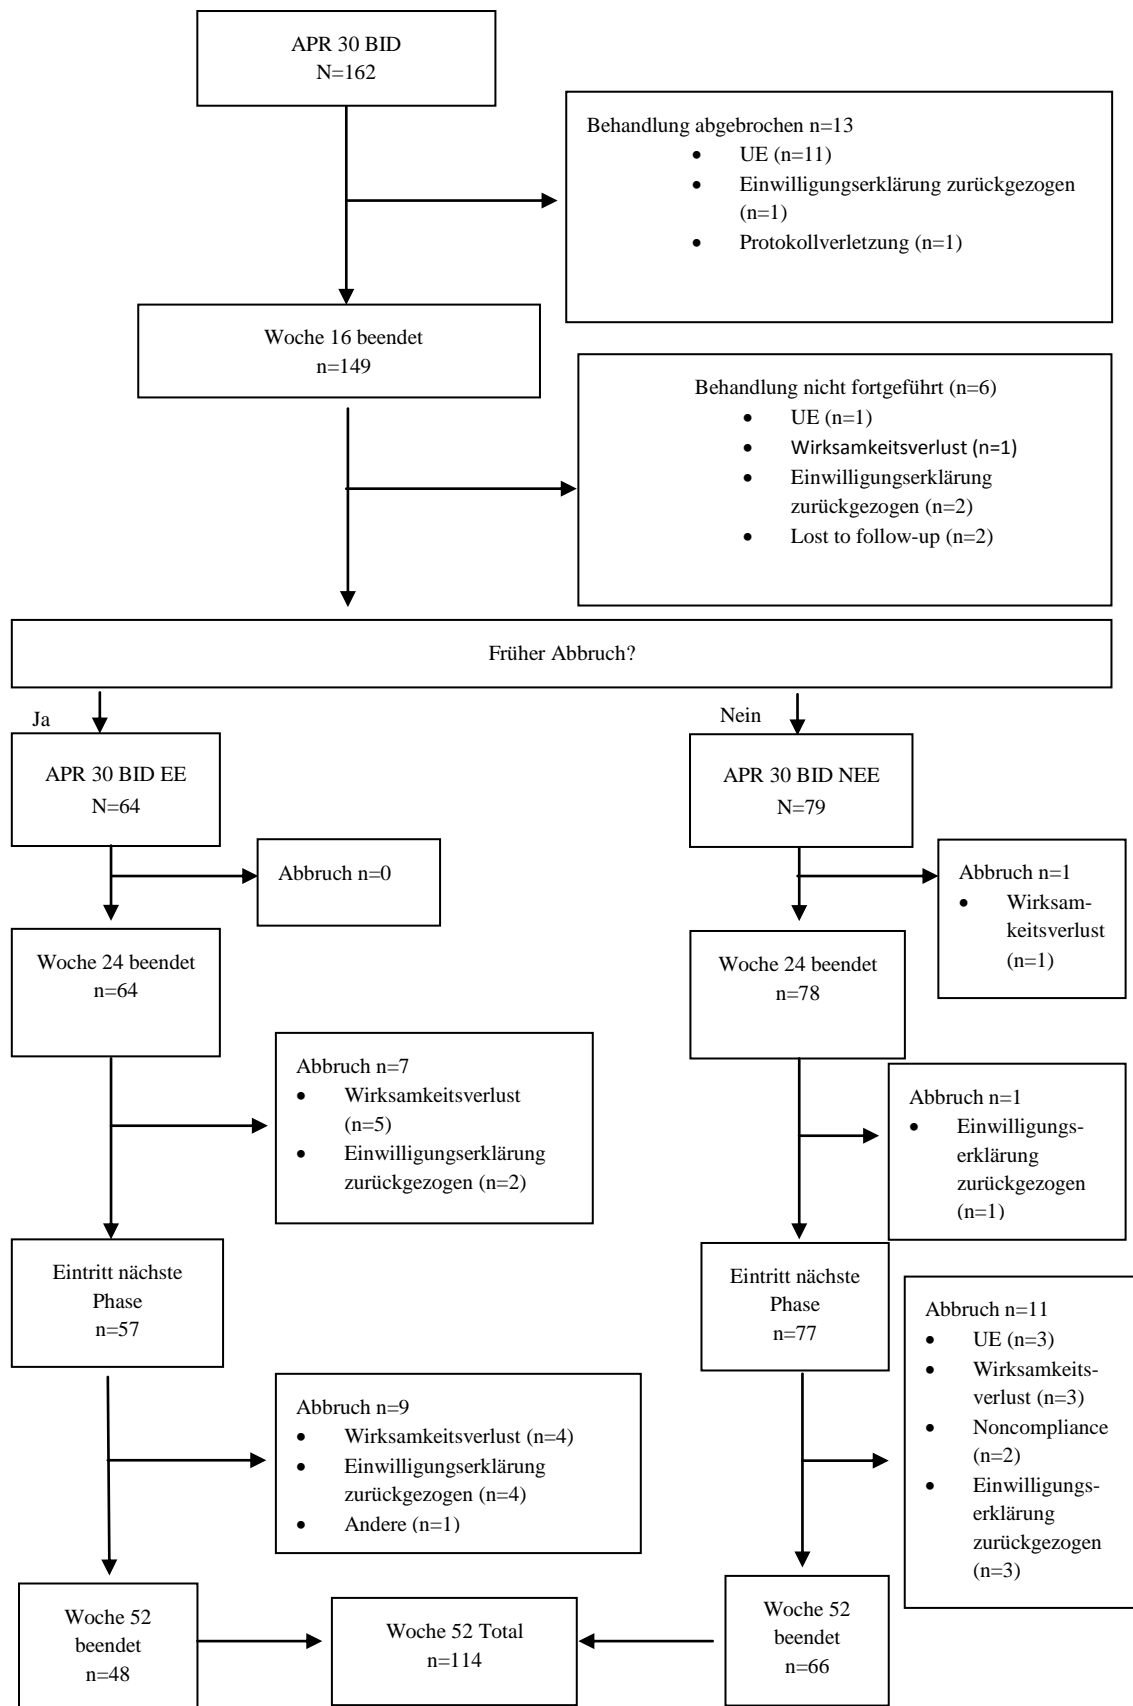 APR 30 BID
N=162
Behandlung abgebrochen n=13
• UE (n=11)
• Einwilligungserklärung zurückgezogen
(n=1)
• Protokollverletzung (n=1)
Woche 16 beendet
n=149
Behandlung nicht fortgeführt (n=6)
• UE (n=1)
• Wirksamkeitsverlust (n=1)
• Einwilligungserklärung
zurückgezogen (n=2)
• Lost to follow-up (n=2)
Früher Abbruch?
Ja
Nein
APR 30 BID EE
N=64
APR 30 BID NEE
N=79
Abbruch n=0
Abbruch n=1
• Wirksam-
keitsverlust
(n=1)
Woche 24 beendet
n=64
Woche 24 beendet
n=78
Abbruch n=7
• Wirksamkeitsverlust
(n=5)
• Einwilligungserklärung
zurückgezogen (n=2)
Abbruch n=1
• Einwilligungs-
erklärung
zurückgezogen
(n=1)
Eintritt nächste
Phase
n=57
Eintritt nächste
Phase
n=77
Abbruch n=9
• Wirksamkeitsverlust (n=4)
• Einwilligungserklärung
zurückgezogen (n=4)
• Andere (n=1)
Abbruch n=11
• UE (n=3)
• Wirksamkeits-
verlust (n=3)
• Noncompliance
(n=2)
• Einwilligungs-
erklärung
zurückgezogen
(n=3)
Woche 52
beendet
n=48
Woche 52 Total
n=114
Woche 52
beendet
n=66